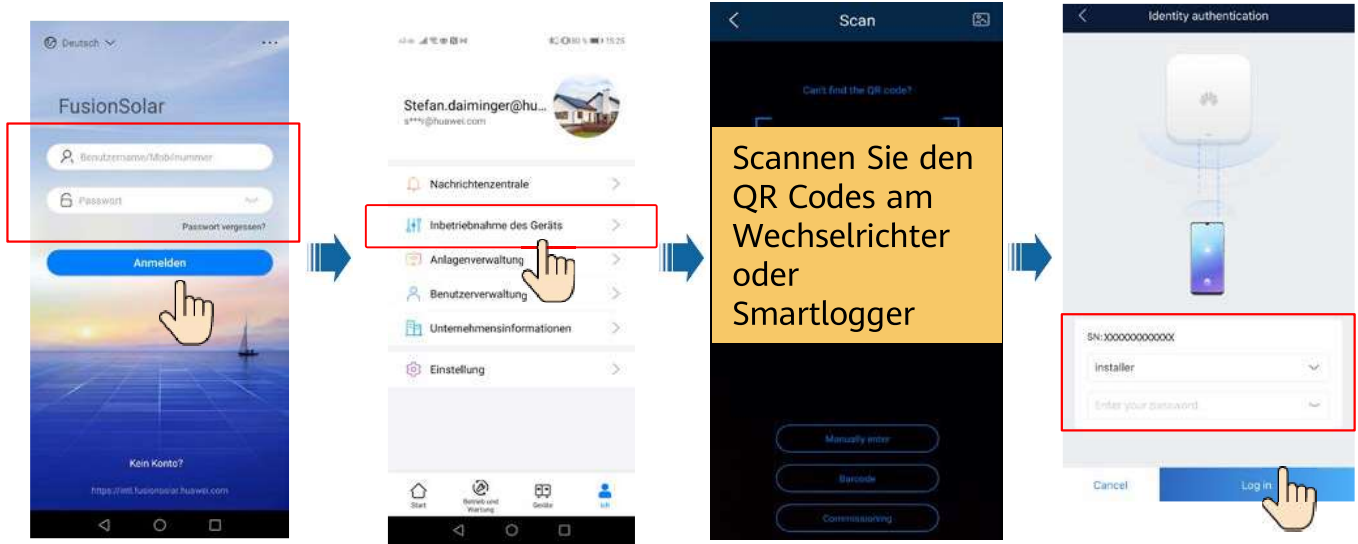 Deutsch
FusionSolar
Benutzername/Mobilnummer
Passwort
Passwort vergessen?
Anmelden
Kein Konto?
https://intl.fusionsolar.huawei.com
15:25
Stefan.daiminger@hu...
s***r@huawei.com
Nachrichtenzentrale
Inbetriebnahme des Geräts
Anlagenverwaltung
Benutzerverwaltung
Unternehmensinformationen
Einstellung
Start
Betrieb und
Wartung
Geräte
Ich
Scan
Can't find the QR code?
Scannen Sie den
QR Codes am
Wechselrichter
oder
Smartlogger
Manually enter
Barcode
Commissioning
Identity authentication
SN:XXXXXXXXXXXX
installer
Enter your password
Cancel
Log in